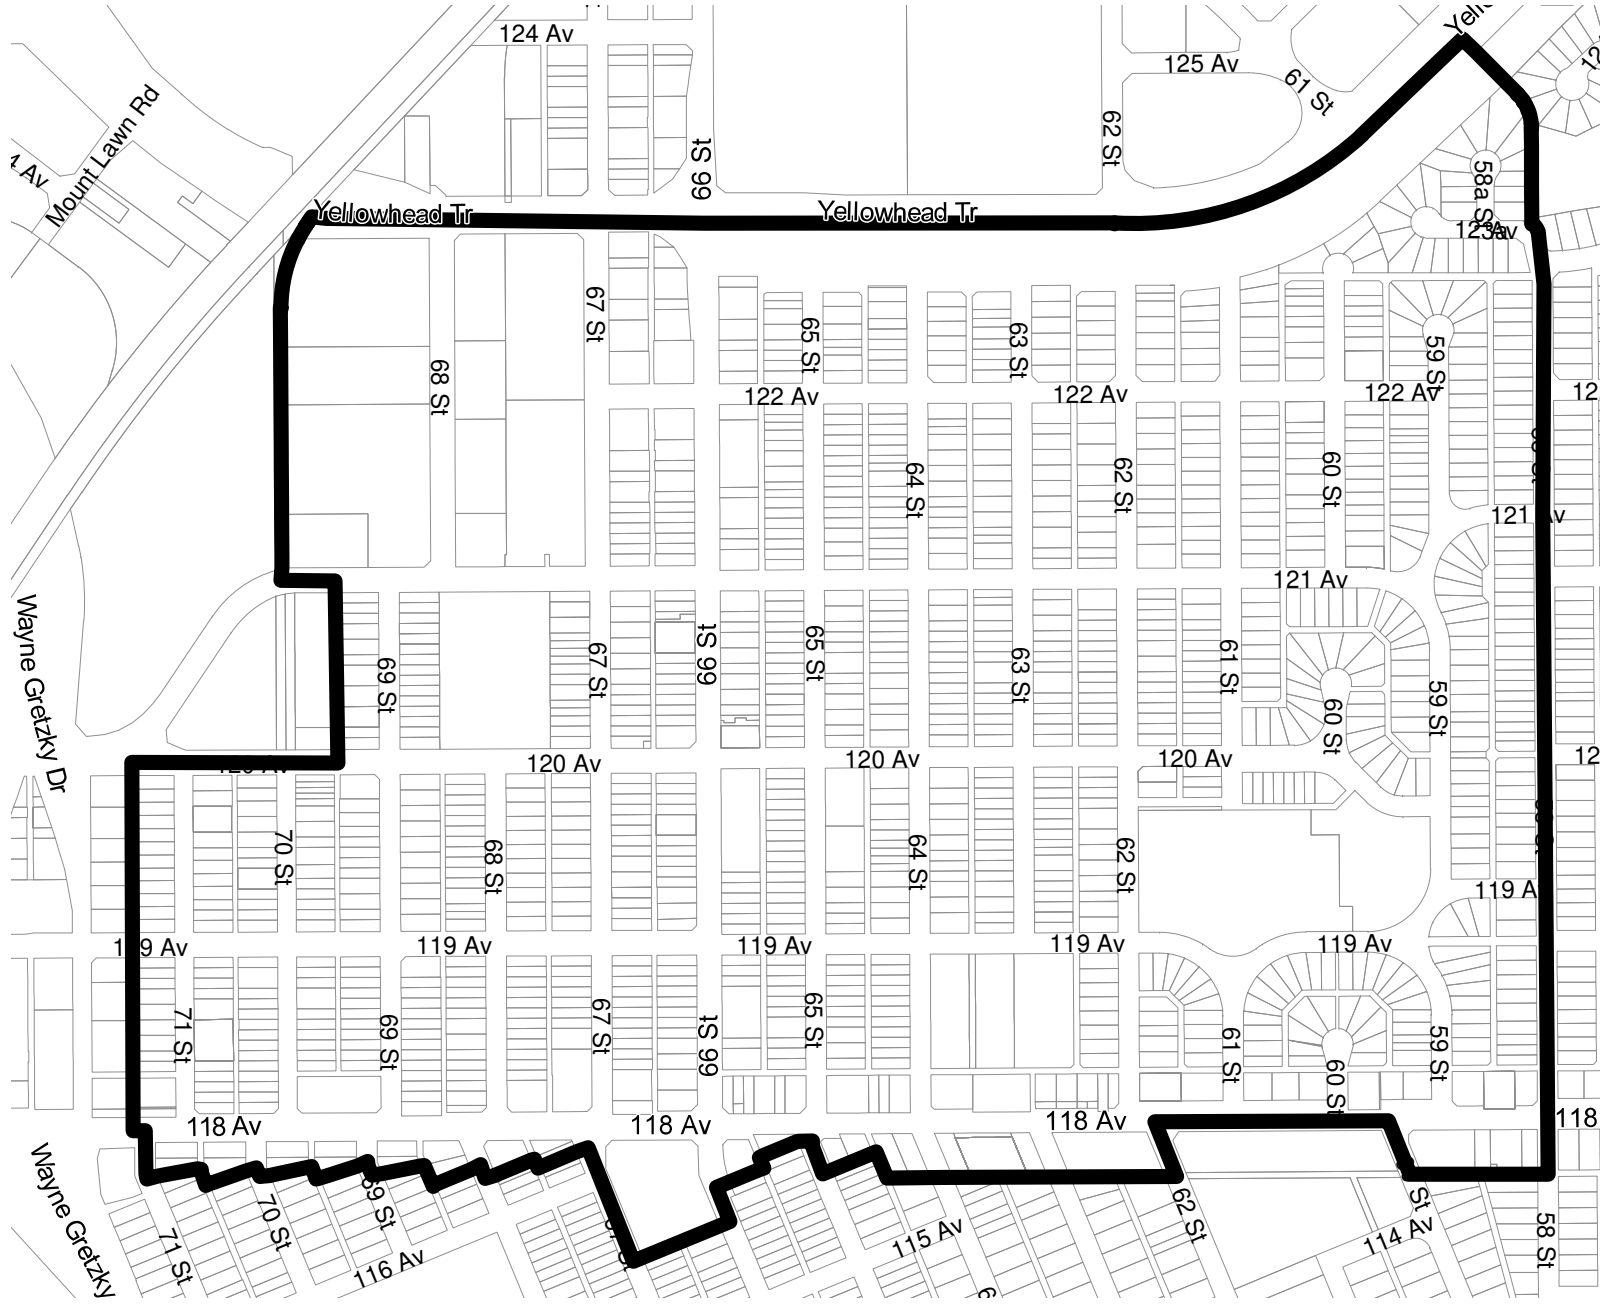 124 Av
125 Av
61 St
62 St
Mount Lawn Rd
66 St
58a St
Yellowhead Tr
Yellowhead Tr
123a Av
67 St
65 St
63 St
59 St
68 St
122 Av
122 Av
122 Av
64 St
62 St
60 St
121 Av
121 Av
Wayne Gretzky Dr
69 St
67 St
66 St
65 St
63 St
61 St
60 St
59 St
120 Av
120 Av
120 Av
120 Av
70 St
68 St
64 St
62 St
119 A
119 Av
119 Av
119 Av
119 Av
119 Av
71 St
69 St
67 St
66 St
65 St
61 St
60 St
59 St
118 Av
118 Av
118 Av
118
Wayne Gretzky
71 St
70 St
69 St
116 Av
115 Av
62 St
St
114 Av
58 St